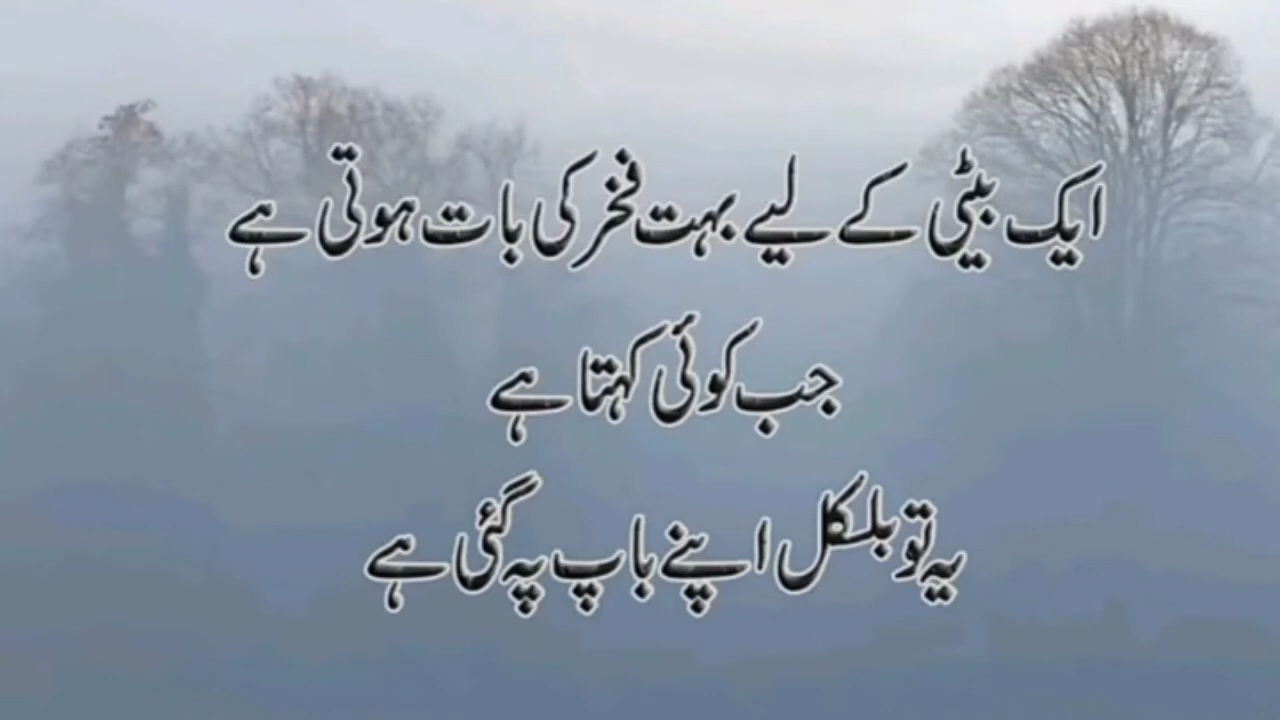 ایک بیٹی کے لیے بہت فخر کی بات ہوتی ہے
جب کوئی کہتا ہے
یہ تو بلکل اپنے باپ پہ گئی ہے